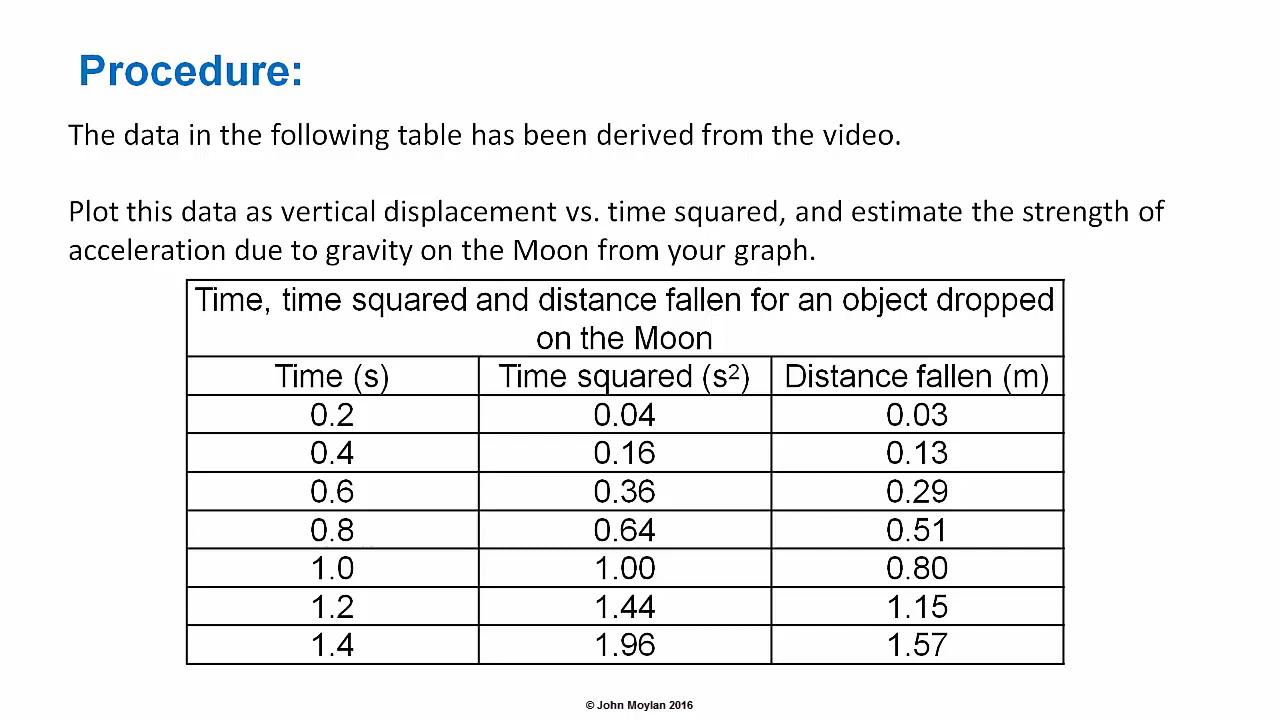 Procedure:
The data in the following table has been derived from the video.
Plot this data as vertical displacement vs. time squared, and estimate the strength of
acceleration due to gravity on the Moon from your graph.
Time, time squared and distance fallen for an object dropped
on the Moon
Time (s) Time squared (s²) Distance fallen (m)
0.2 0.04 0.03
0.4 0.16 0.13
0.6 0.36 0.29
0.8 0.64 0.51
1.0 1.00 0.80
1.2 1.44 1.15
1.4 1.96 1.57
© John Moylan 2016